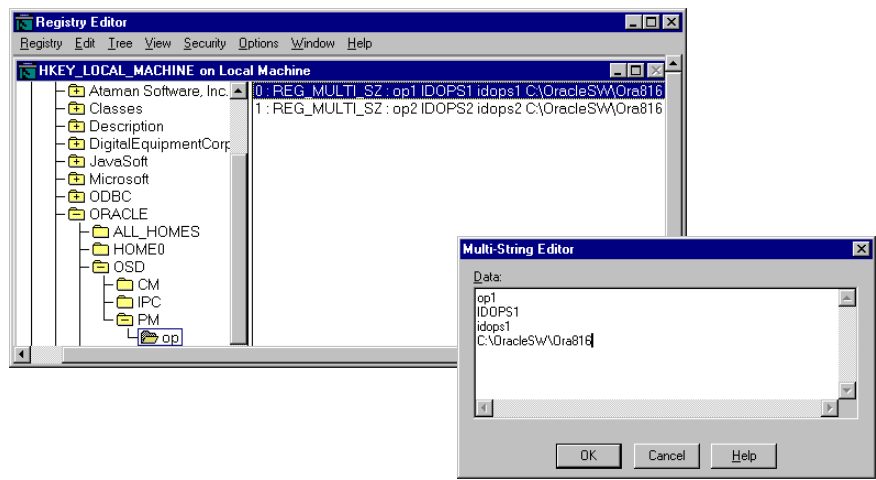 Registry Editor
Registry Edit Tree View Security Options Window Help
HKEY_LOCAL_MACHINE on Local Machine
Ataman Software, Inc.
Classes
Description
DigitalEquipmentCorp
JavaSoft
Microsoft
ODBC
ORACLE
ALL_HOMES
HOME0
OSD
CM
IPC
PM
op
0 : REG_MULTI_SZ : op1 IDOPS1 idops1 C:\OracleSW\Ora816
1 : REG_MULTI_SZ : op2 IDOPS2 idops2 C:\OracleSW\Ora816
Multi-String Editor
Data:
op1
IDOPS1
idops1
C:\OracleSW\Ora816
OK Cancel Help